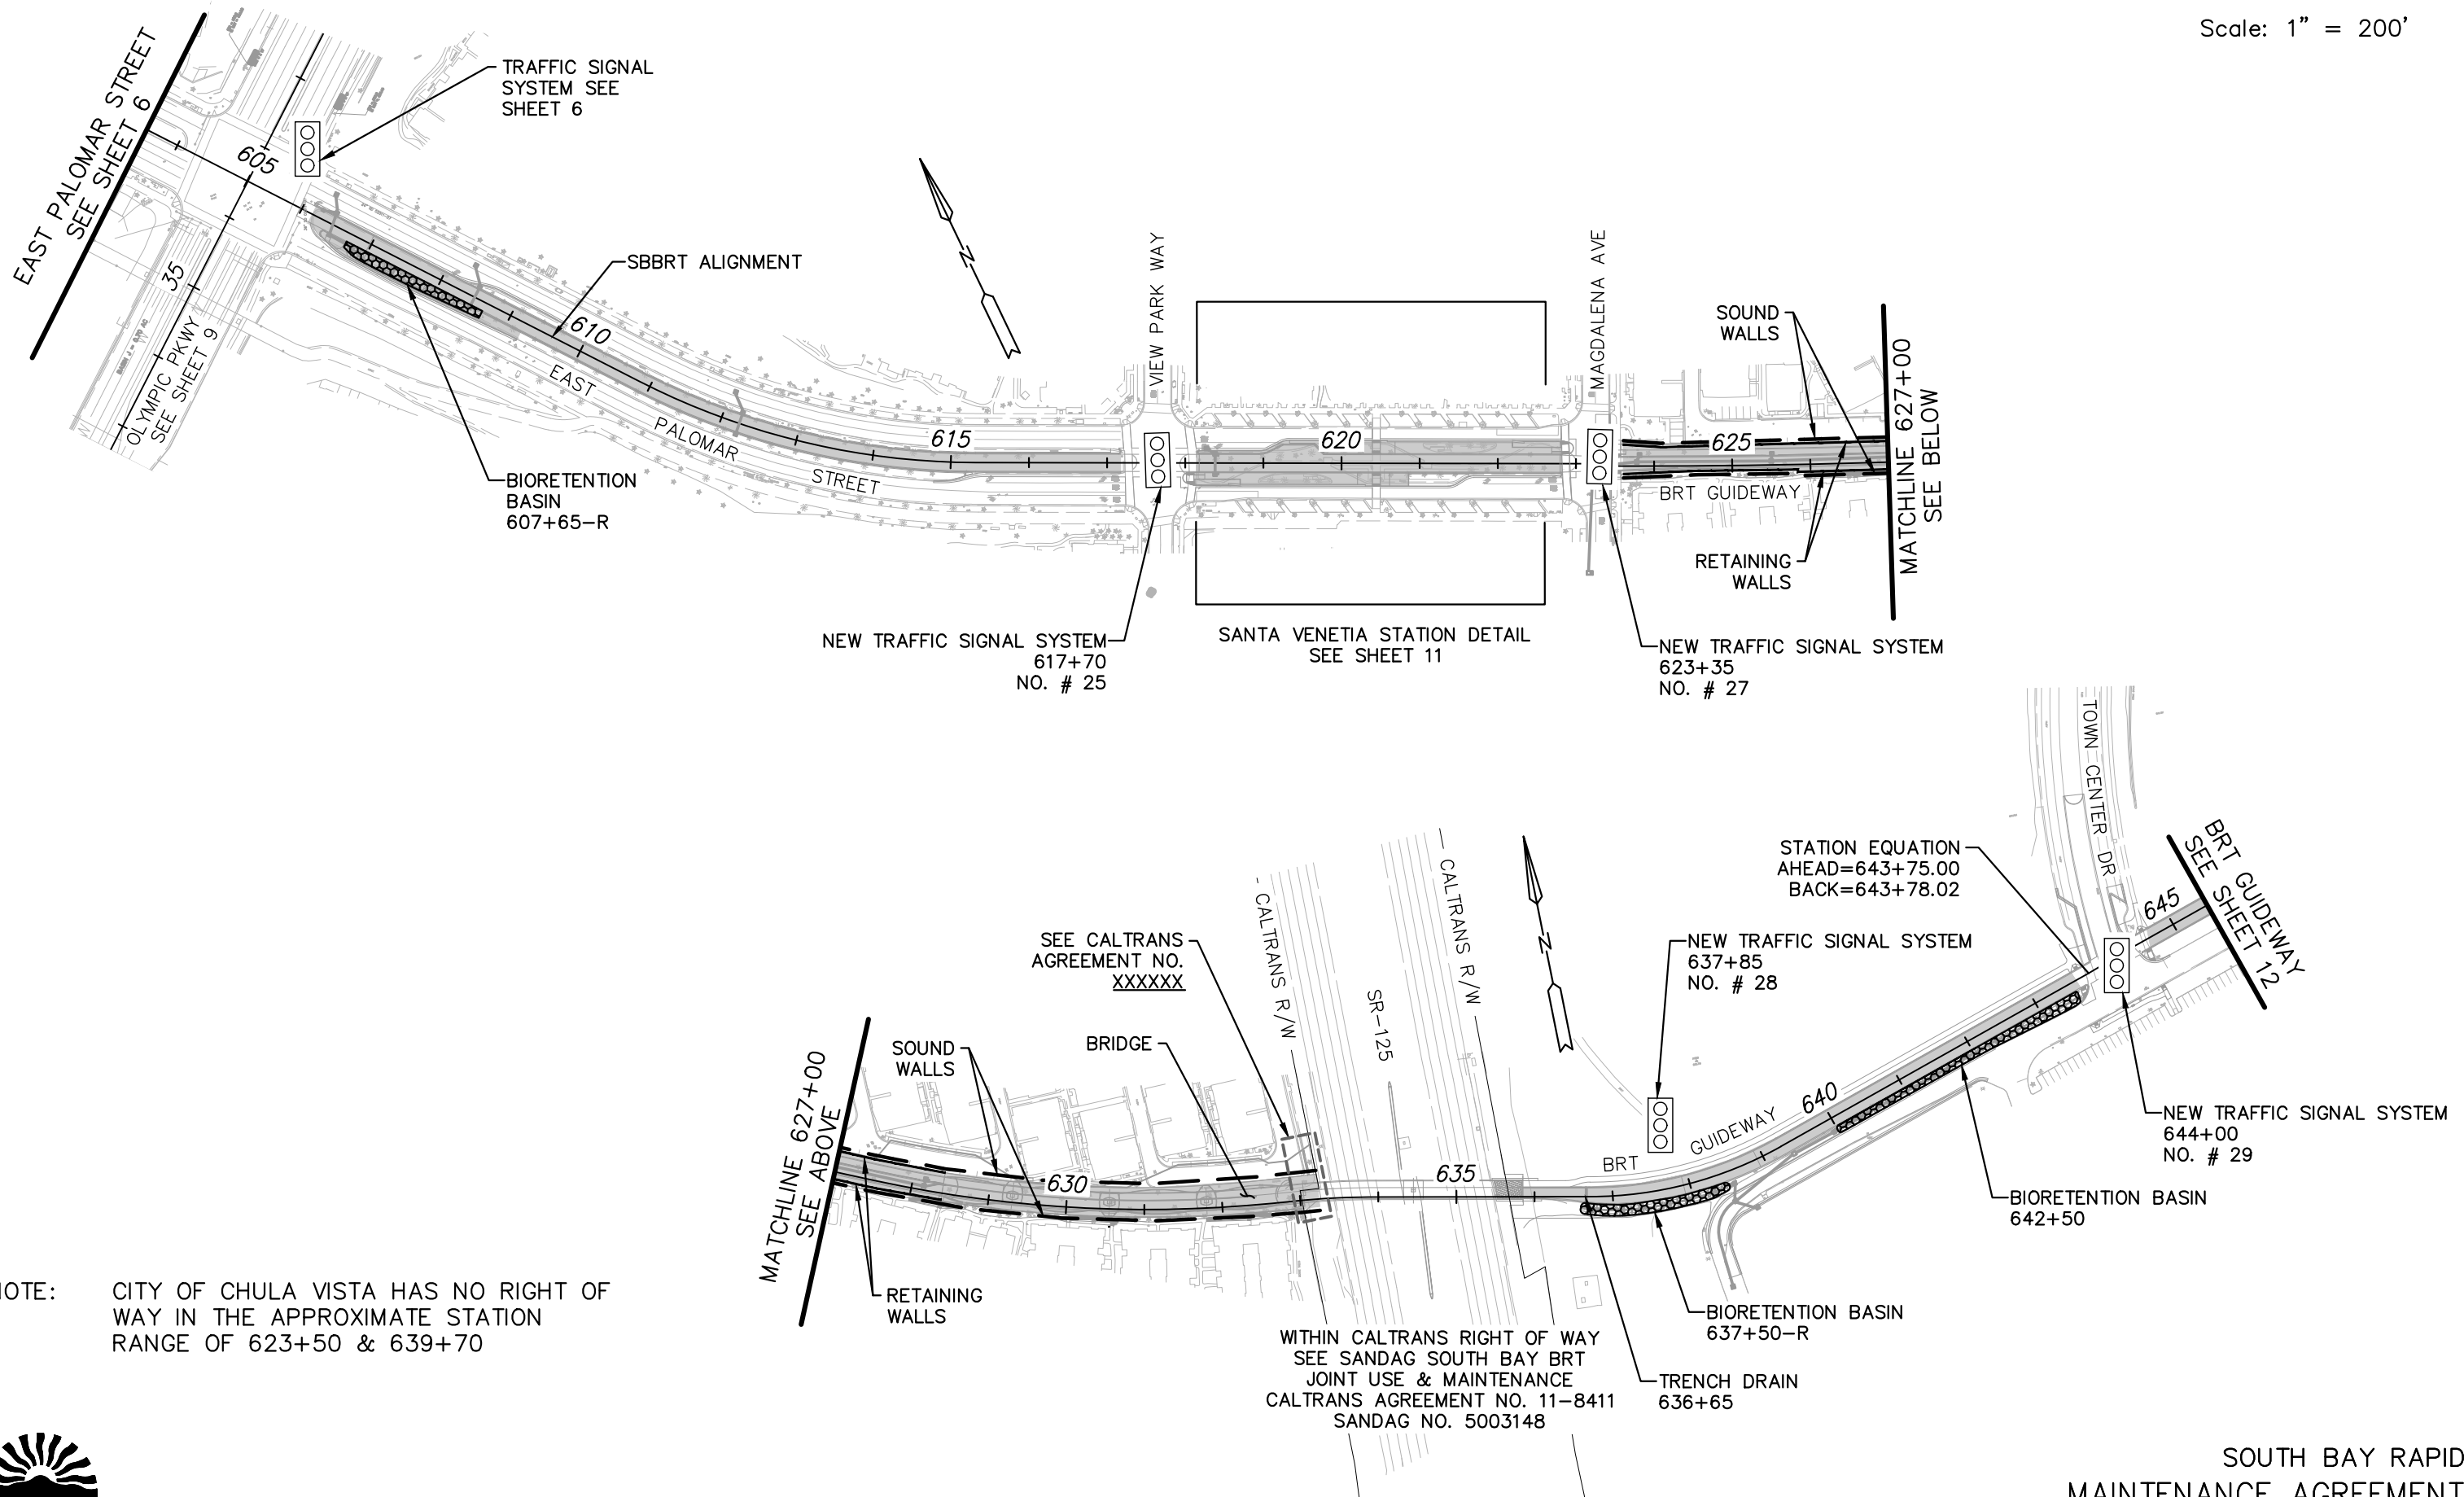 Scale: 1" = 200'
EAST PALOMAR STREET
SEE SHEET 6
TRAFFIC SIGNAL
SYSTEM SEE
SHEET 6
605
35
OLYMPIC PKWY
SEE SHEET 9
SBBRT ALIGNMENT
610
EAST
PALOMAR
STREET
BIORETENTION
BASIN
607+65-R
N
615
VIEW PARK WAY
620
MAGDALENA AVE
SOUND
WALLS
625
BRT GUIDEWAY
RETAINING
WALLS
MATCHLINE 627+00
SEE BELOW
NEW TRAFFIC SIGNAL SYSTEM
617+70
NO. # 25
SANTA VENETIA STATION DETAIL
SEE SHEET 11
NEW TRAFFIC SIGNAL SYSTEM
623+35
NO. # 27
TOWN CENTER DR
STATION EQUATION
AHEAD=643+75.00
BACK=643+78.02
645
BRT GUIDEWAY
SEE SHEET 12
CALTRANS R/W
CALTRANS R/W
SR-125
N
SEE CALTRANS
AGREEMENT NO.
XXXXXX
NEW TRAFFIC SIGNAL SYSTEM
637+85
NO. # 28
MATCHLINE 627+00
SEE ABOVE
SOUND
WALLS
BRIDGE
630
635
BRT GUIDEWAY
640
NEW TRAFFIC SIGNAL SYSTEM
644+00
NO. # 29
BIORETENTION BASIN
642+50
RETAINING
WALLS
BIORETENTION BASIN
637+50-R
TRENCH DRAIN
636+65
WITHIN CALTRANS RIGHT OF WAY
SEE SANDAG SOUTH BAY BRT
JOINT USE & MAINTENANCE
CALTRANS AGREEMENT NO. 11-8411
SANDAG NO. 5003148
NOTE: CITY OF CHULA VISTA HAS NO RIGHT OF
WAY IN THE APPROXIMATE STATION
RANGE OF 623+50 & 639+70
SOUTH BAY RAPID
MAINTENANCE AGREEMENT